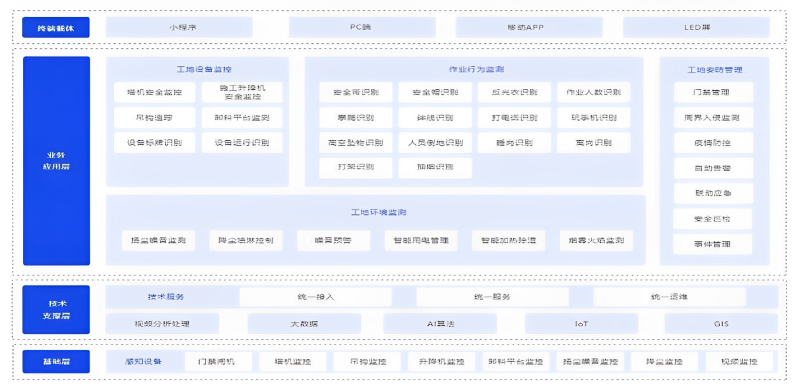 终端载体
小程序
PC端
移动APP
LED屏
业务
应用层
工地设备监控
塔机安全监控
施工升降机
安全监控
吊钩追踪
卸料平台监测
设备标牌识别
设备运行识别
作业行为监测
安全带识别
安全帽识别
反光衣识别
作业人数识别
攀爬识别
绊线识别
打电话识别
玩手机识别
高空坠物识别
人员倒地识别
睡岗识别
离岗识别
打架识别
抽烟识别
工地安防管理
门禁管理
周界入侵监测
疫情防控
自动告警
联动应急
安全巡检
事件管理
工地环境监测
扬尘噪音监测
降尘喷淋控制
噪音预警
智能用电管理
智能加热除湿
烟雾火焰监测
技术
支撑层
技术服务
统一接入
统一服务
统一运维
视频分析处理
大数据
AI算法
IoT
GIS
基础层
感知设备
门禁闸机
塔机监控
吊钩监控
升降机监控
卸料平台监控
扬尘噪音监控
降尘监控
视频监控